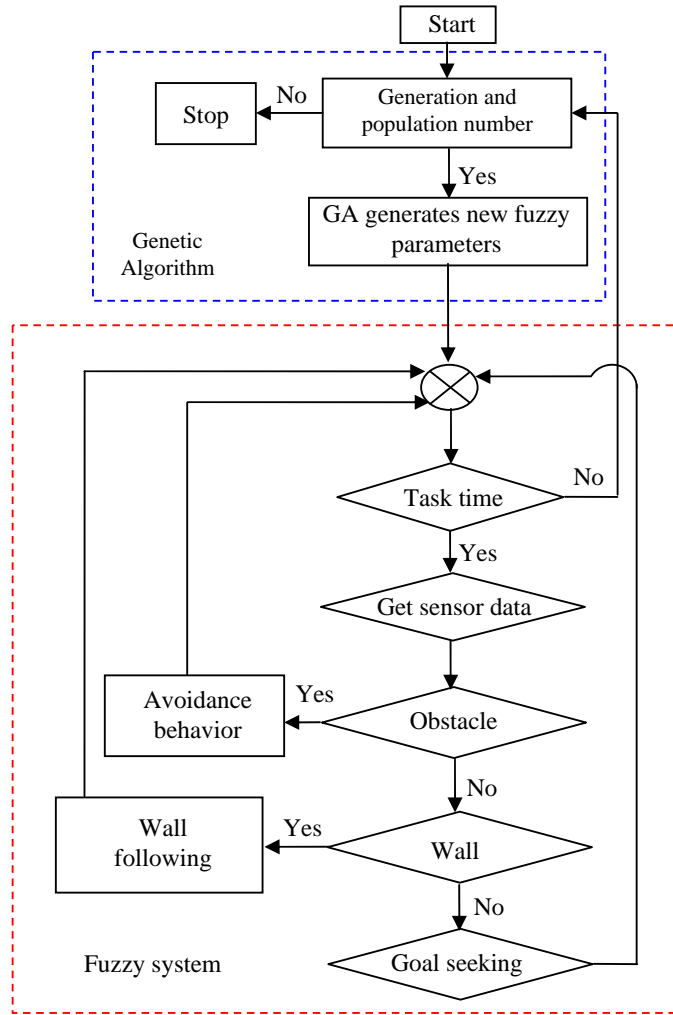 Start
No
Stop
Generation and
population number
Yes
GA generates new fuzzy
parameters
Genetic
Algorithm
Task time
No
Yes
Get sensor data
Avoidance
behavior
Yes
Obstacle
No
Wall
following
Yes
Wall
No
Goal seeking
Fuzzy system